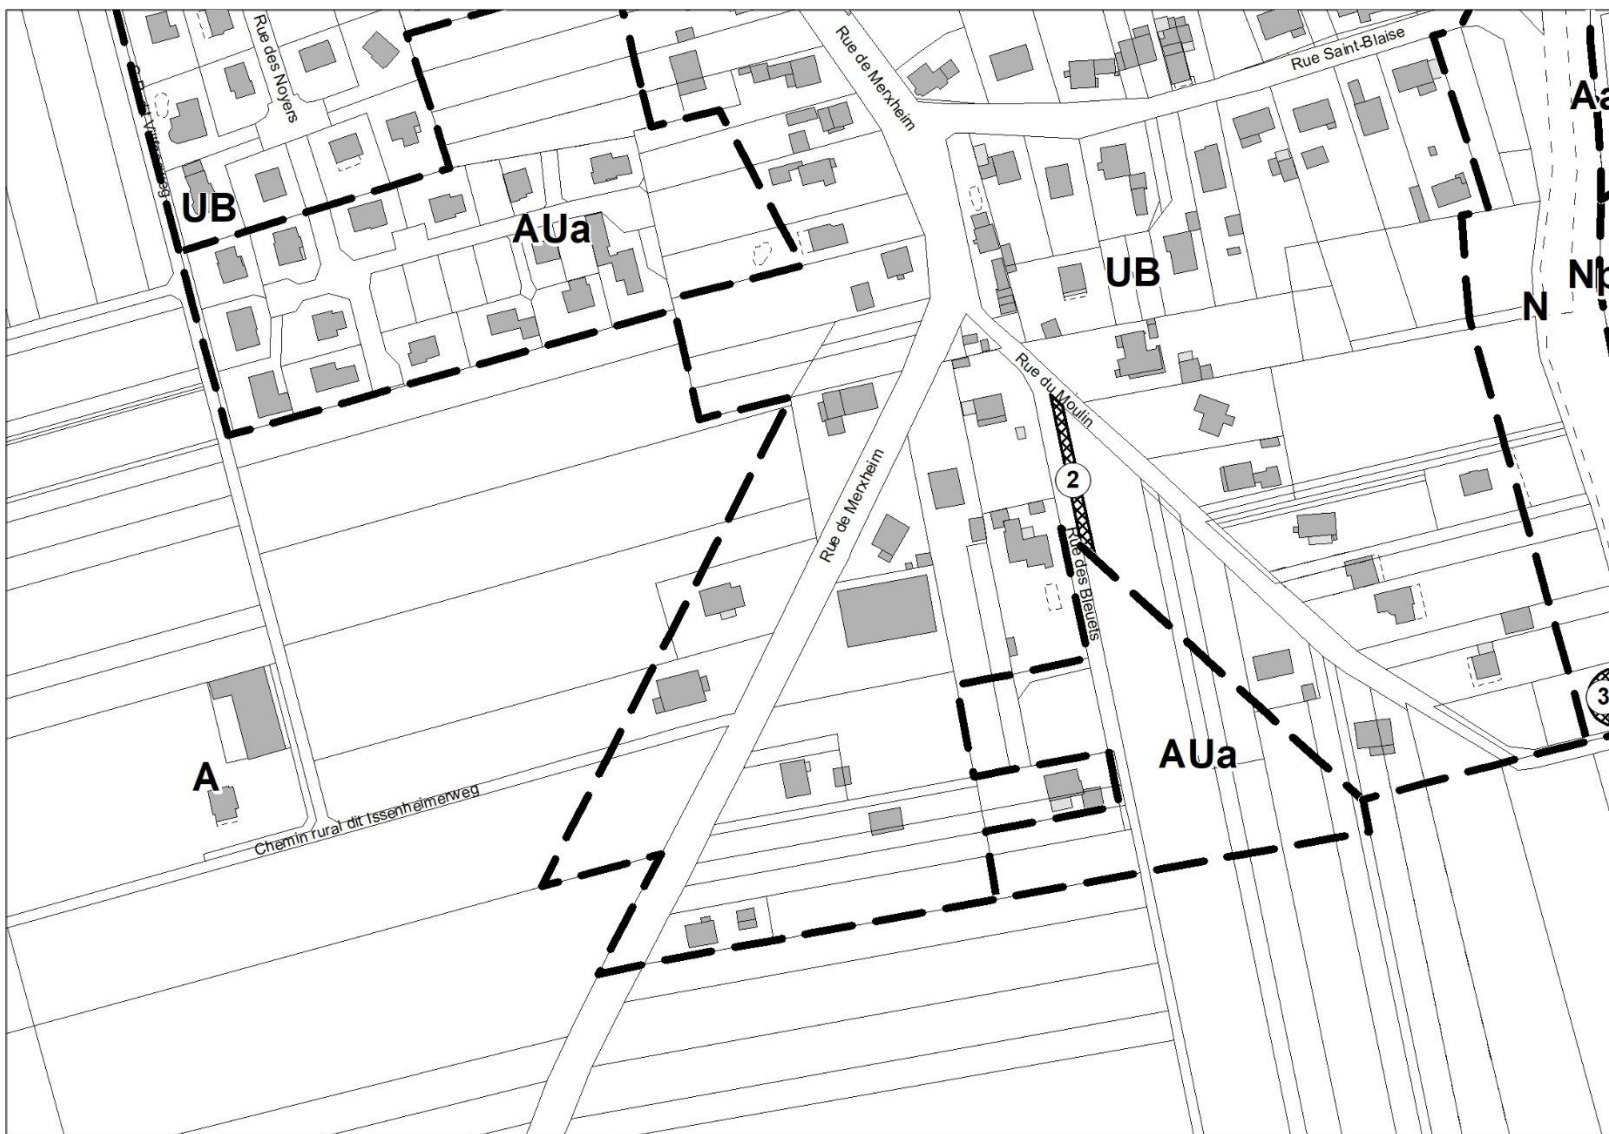 Rue des Noyers
Rue de Merxheim
Rue Saint-Blaise
Aa
UB
AUa
UB
Np
N
Rue du Moulin
Rue de Merxheim
2
Rue des Bleuets
3
AUa
A
Chemin rural dit Issenheimerweg